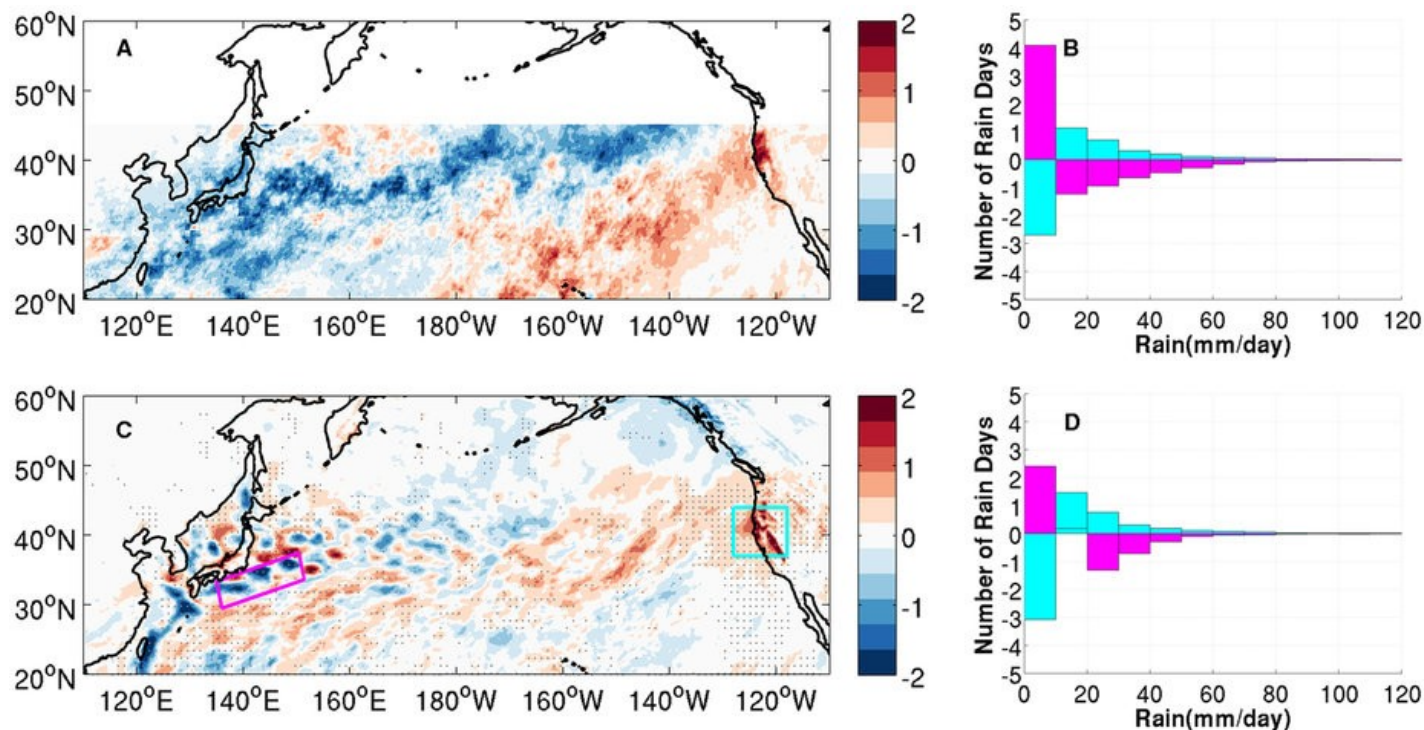 A
60°N
50°N
40°N
30°N
20°N
120°E 140°E 160°E 180°W 160°W 140°W 120°W
2
1
0
-1
-2
B
Number of Rain Days
5
4
3
2
1
0
-1
-2
-3
-4
-5
0 20 40 60 80 100 120
Rain(mm/day)
C
60°N
50°N
40°N
30°N
20°N
120°E 140°E 160°E 180°W 160°W 140°W 120°W
2
1
0
-1
-2
D
Number of Rain Days
5
4
3
2
1
0
-1
-2
-3
-4
-5
0 20 40 60 80 100 120
Rain(mm/day)